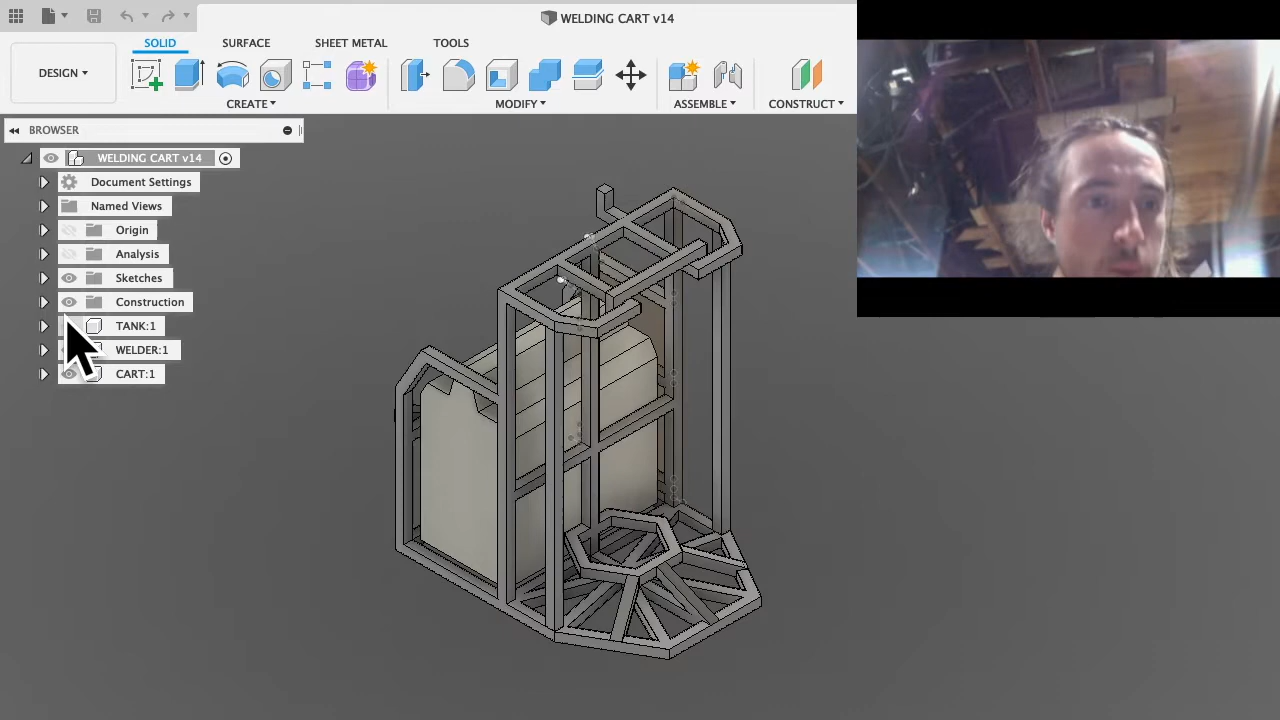 WELDING CART v14
DESIGN
SOLID SURFACE SHEET METAL TOOLS
CREATE MODIFY ASSEMBLE CONSTRUCT
BROWSER
WELDING CART v14
Document Settings
Named Views
Origin
Analysis
Sketches
Construction
TANK:1
WELDER:1
CART:1